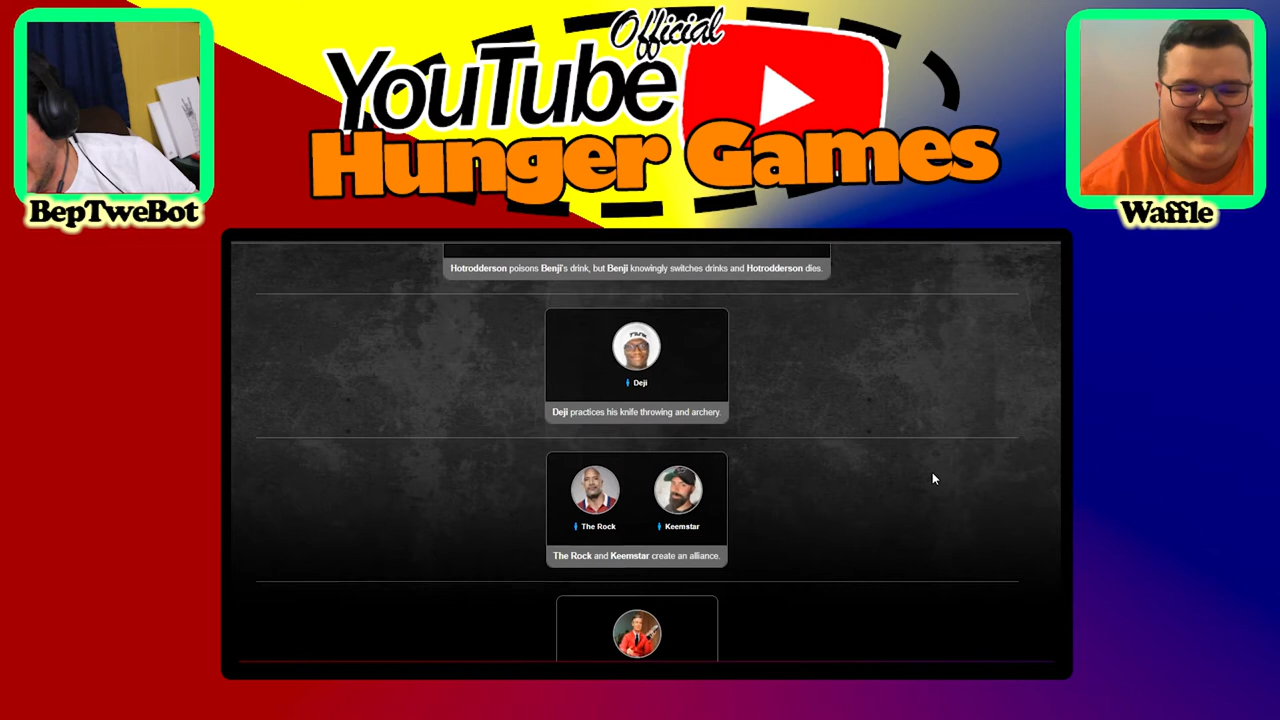 Official
YouTube
Hunger Games
BepTweBot
Waffle
Hotrodderson poisons Benji's drink, but Benji knowingly switches drinks and Hotrodderson dies.
Deji
Deji practices his knife throwing and archery.
The Rock Keemstar
The Rock and Keemstar create an alliance.